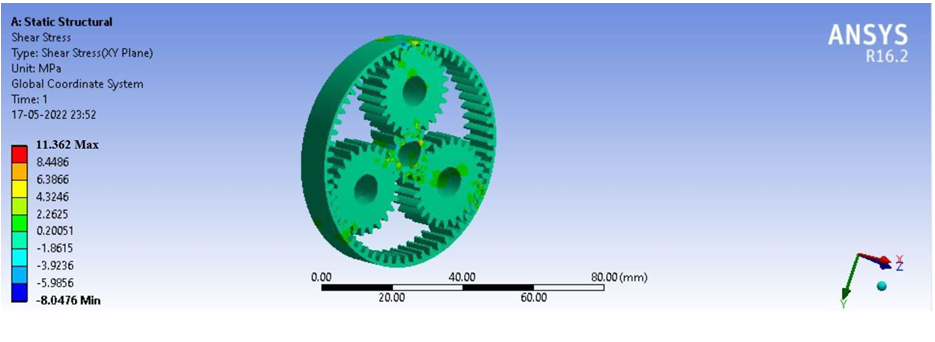 A: Static Structural
Shear Stress
Type: Shear Stress(XY Plane)
Unit: MPa
Global Coordinate System
Time: 1
17-05-2022 23:52
11.362 Max
8.4486
6.3866
4.3246
2.2625
0.20051
-1.8615
-3.9236
-5.9856
-8.0476 Min
ANSYS
R16.2
0.00 40.00 80.00 (mm)
20.00 60.00
X
Z
Y